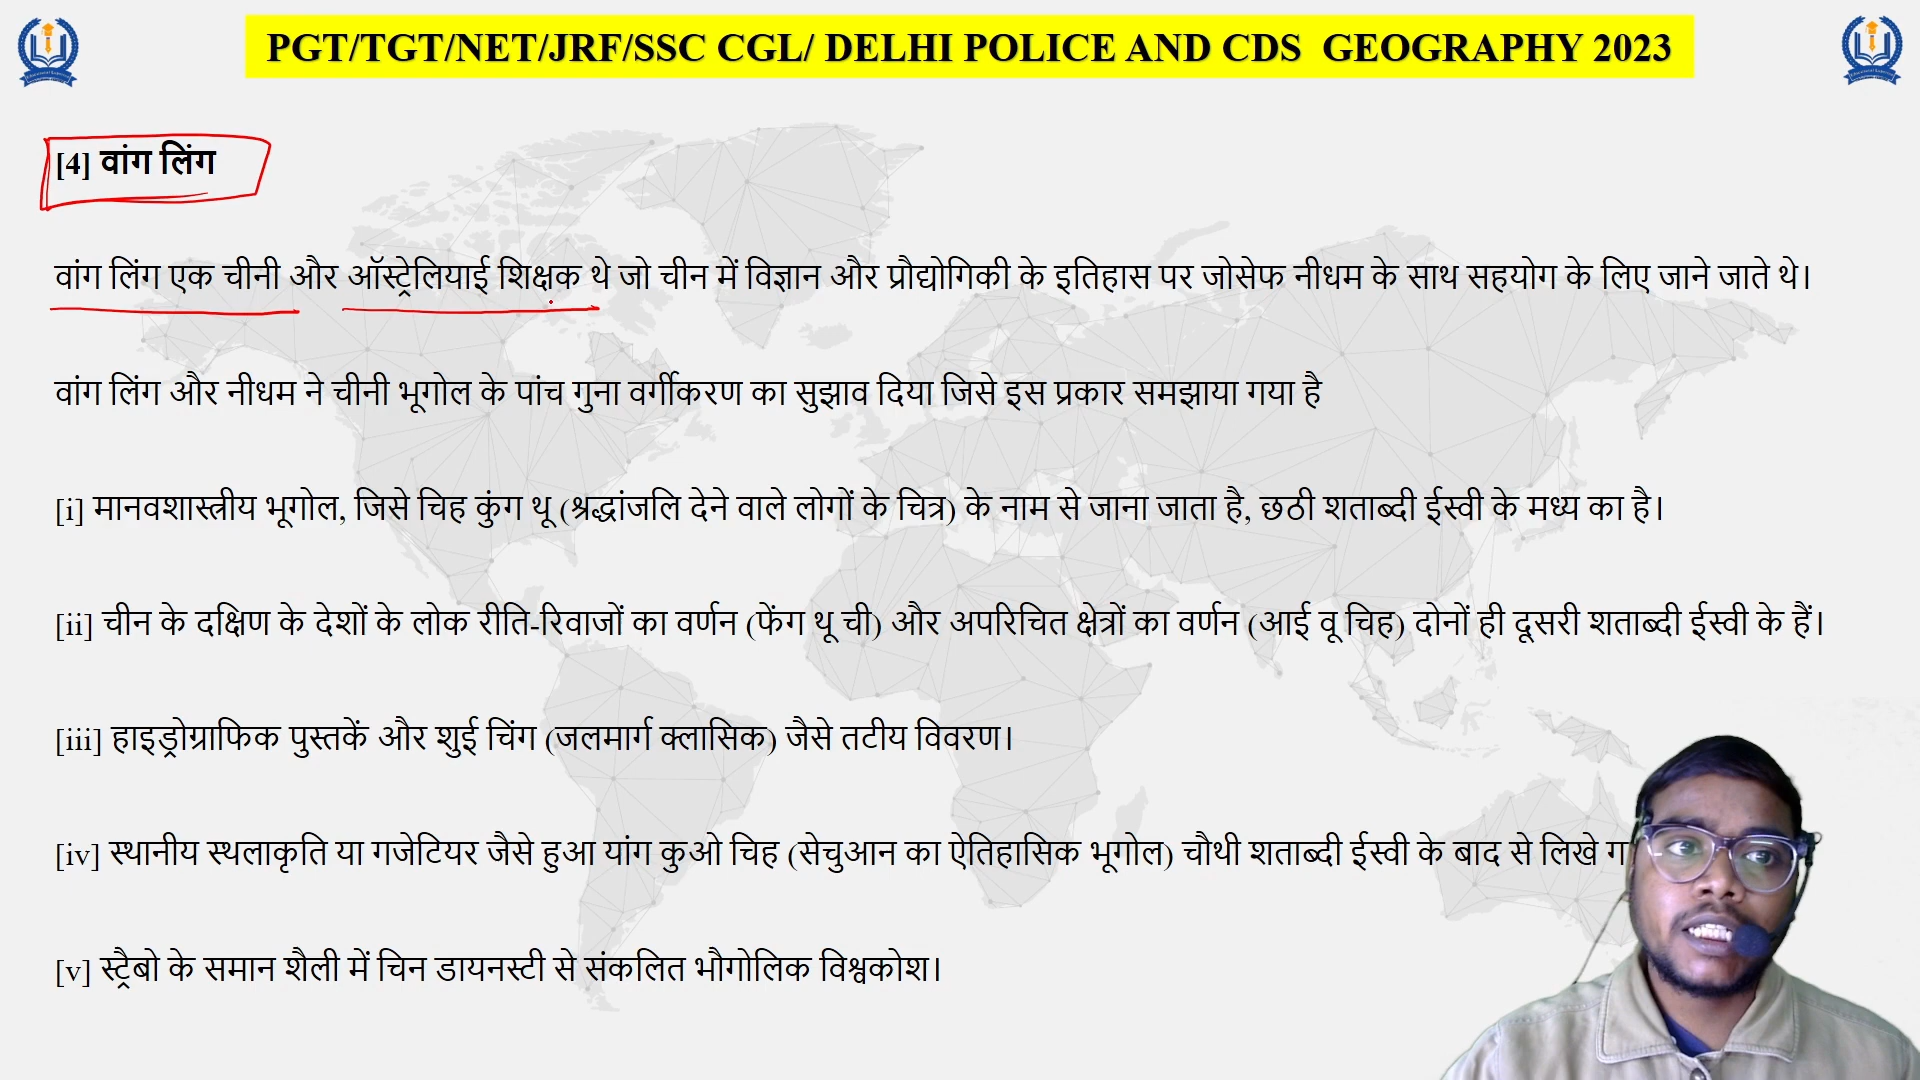 PGT/TGT/NET/JRF/SSC CGL/ DELHI POLICE AND CDS GEOGRAPHY 2023
[4] वांग लिंग
वांग लिंग एक चीनी और ऑस्ट्रेलियाई शिक्षक थे जो चीन में विज्ञान और प्रौद्योगिकी के इतिहास पर जोसेफ नीधम के साथ सहयोग के लिए जाने जाते थे।
वांग लिंग और नीधम ने चीनी भूगोल के पांच गुना वर्गीकरण का सुझाव दिया जिसे इस प्रकार समझाया गया है
[i] मानवशास्त्रीय भूगोल, जिसे चिह कुंग थू (श्रद्धांजलि देने वाले लोगों के चित्र) के नाम से जाना जाता है, छठी शताब्दी ईस्वी के मध्य का है।
[ii] चीन के दक्षिण के देशों के लोक रीति-रिवाजों का वर्णन (फेंग थू ची) और अपरिचित क्षेत्रों का वर्णन (आई वू चिह) दोनों ही दूसरी शताब्दी ईस्वी के हैं।
[iii] हाइड्रोग्राफिक पुस्तकें और शुई चिंग (जलमार्ग क्लासिक) जैसे तटीय विवरण।
[iv] स्थानीय स्थलाकृति या गजेटियर जैसे हुआ यांग कुओ चिह (सेचुआन का ऐतिहासिक भूगोल) चौथी शताब्दी ईस्वी के बाद से लिखे ग
[v] स्ट्रैबो के समान शैली में चिन डायनस्टी से संकलित भौगोलिक विश्वकोश।